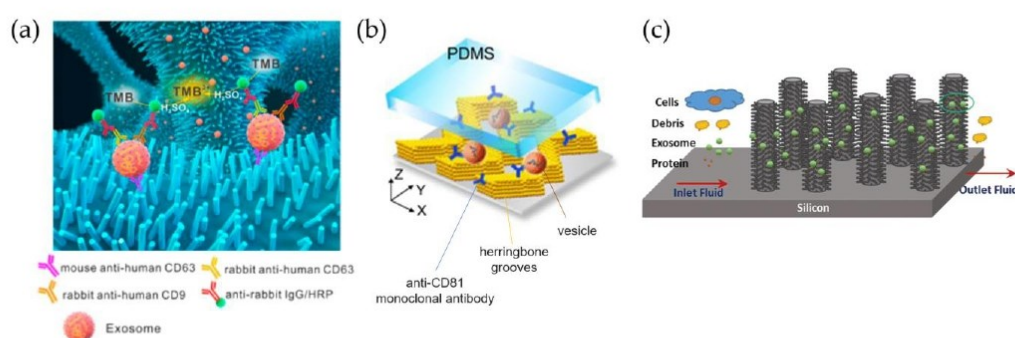 (a)
TMB
TMB
TMB
H₂SO₄
H₂SO₄
mouse anti-human CD63
rabbit anti-human CD63
rabbit anti-human CD9
anti-rabbit IgG/HRP
Exosome
(b)
PDMS
Z
Y
X
vesicle
herringbone
grooves
anti-CD81
monoclonal antibody
(c)
Cells
Debris
Exosome
Protein
Inlet Fluid
Outlet Fluid
Silicon